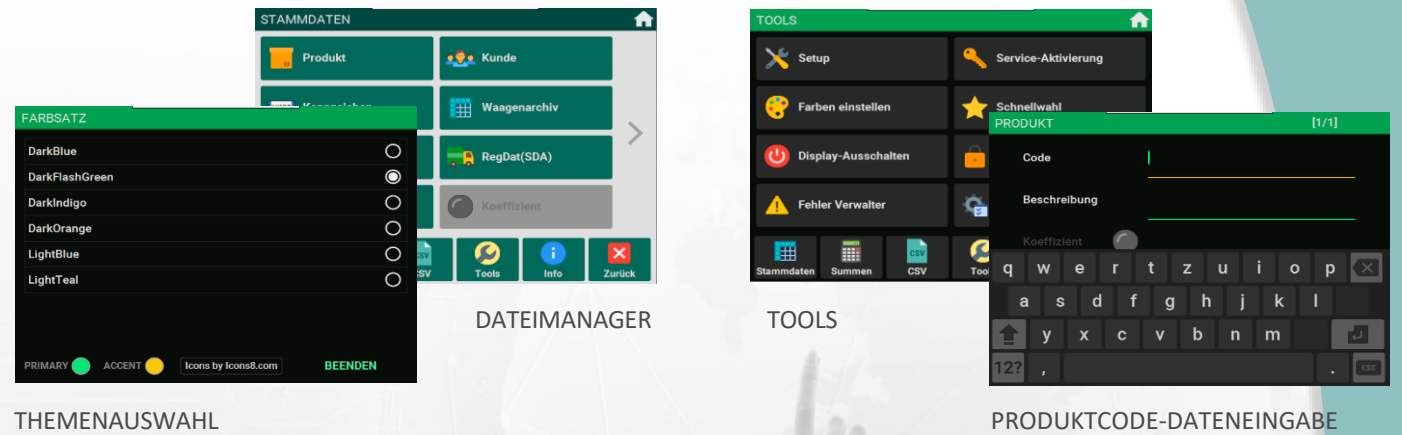 STAMMDATEN
Produkt
Kunde
Waagenarchiv
RegDat(SDA)
Koeffizient
CSV
Tools
Info
Zurück
DATEIMANAGER
FARBSATZ
DarkBlue
DarkFlashGreen
DarkIndigo
DarkOrange
LightBlue
LightTeal
PRIMARY
ACCENT
Icons by Icons8.com
BEENDEN
THEMENAUSWAHL
TOOLS
Setup
Service-Aktivierung
Farben einstellen
Schnellwahl
Display-Ausschalten
Fehler Verwalter
Stammdaten
Summen
CSV
TOOLS
PRODUKT
[1/1]
Code
Beschreibung
Koeffizient
q w e r t z u i o p
a s d f g h j k l
y x c v b n m
12? , . ESC
PRODUKTCODE-DATENEINGABE